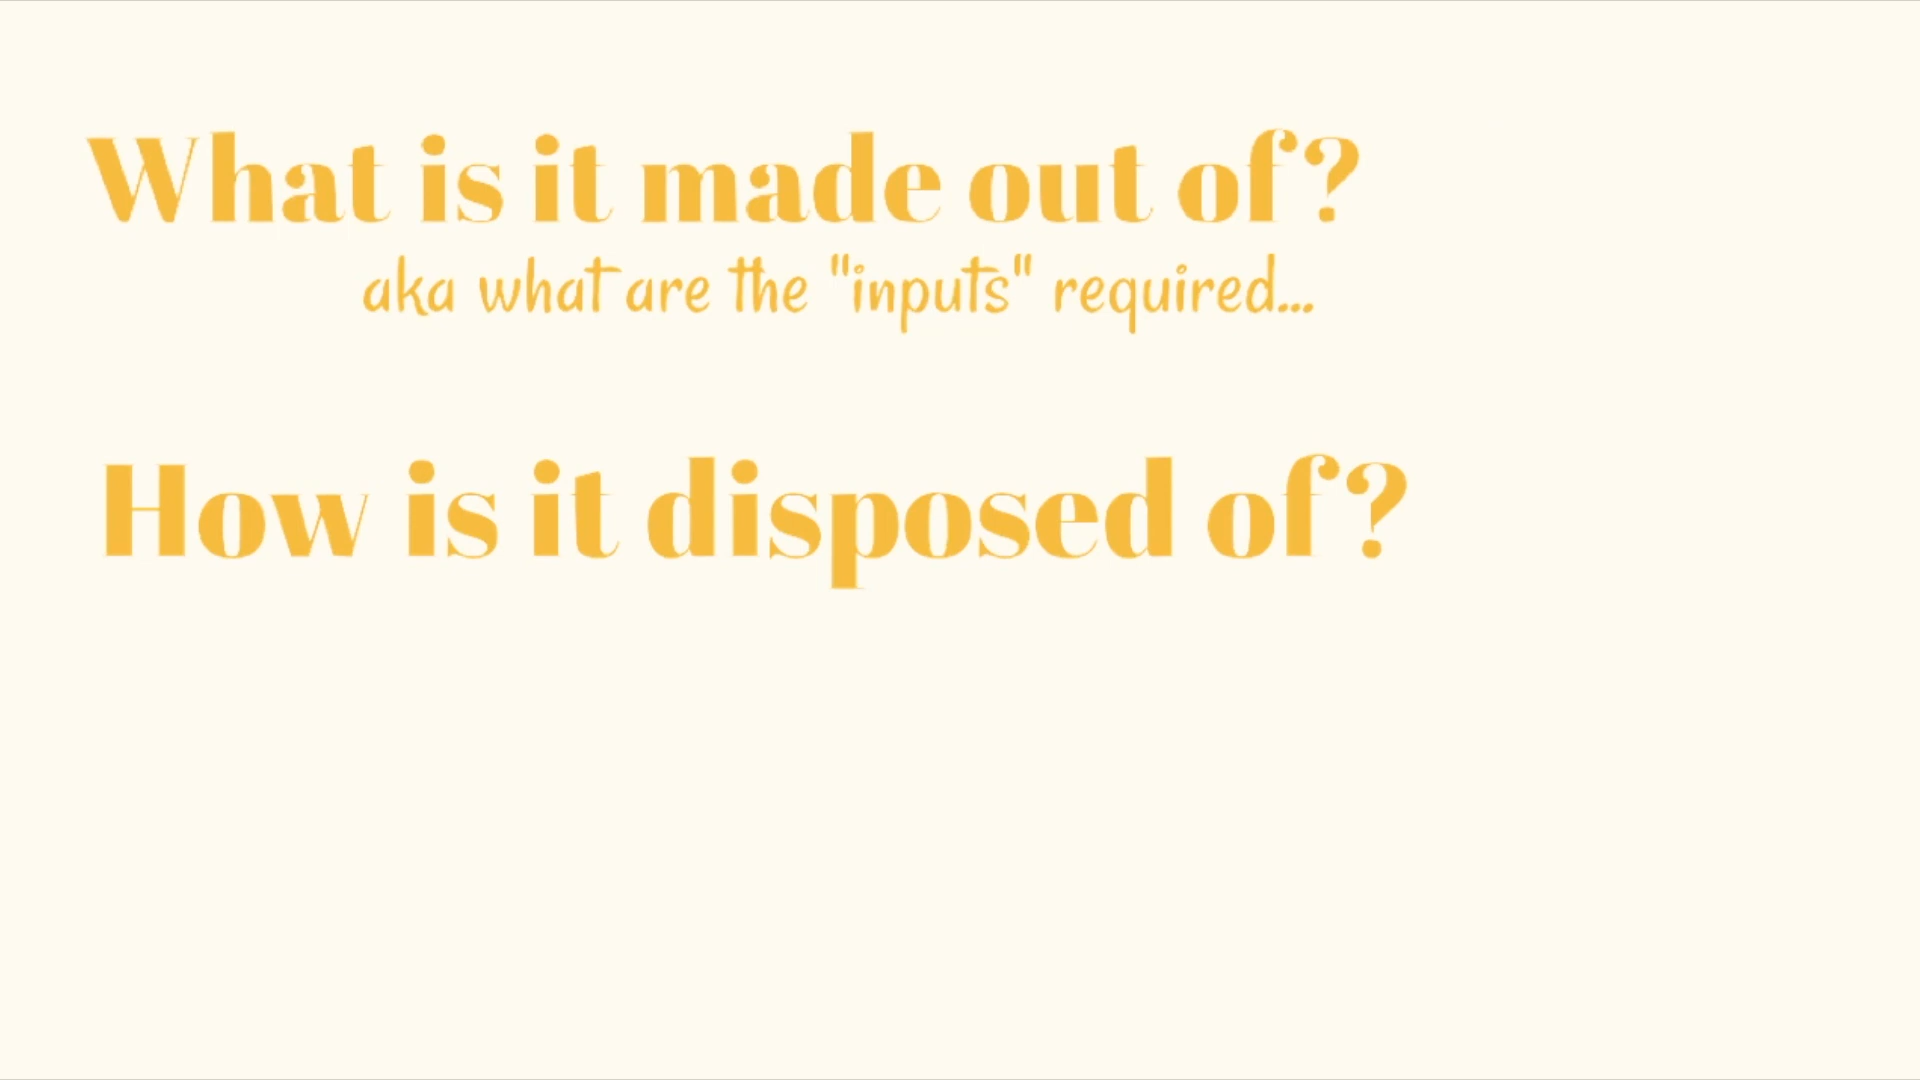 What is it made out of?
aka what are the "inputs" required...
How is it disposed of?